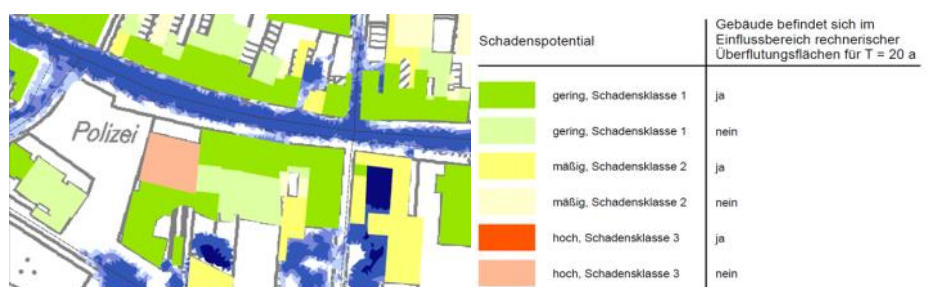 Polizei
Schadenspotential
Gebäude befindet sich im
Einflussbereich rechnerischer
Überflutungsflächen für T = 20 a
gering, Schadensklasse 1 ja
gering, Schadensklasse 1 nein
mäßig, Schadensklasse 2 ja
mäßig, Schadensklasse 2 nein
hoch, Schadensklasse 3 ja
hoch, Schadensklasse 3 nein